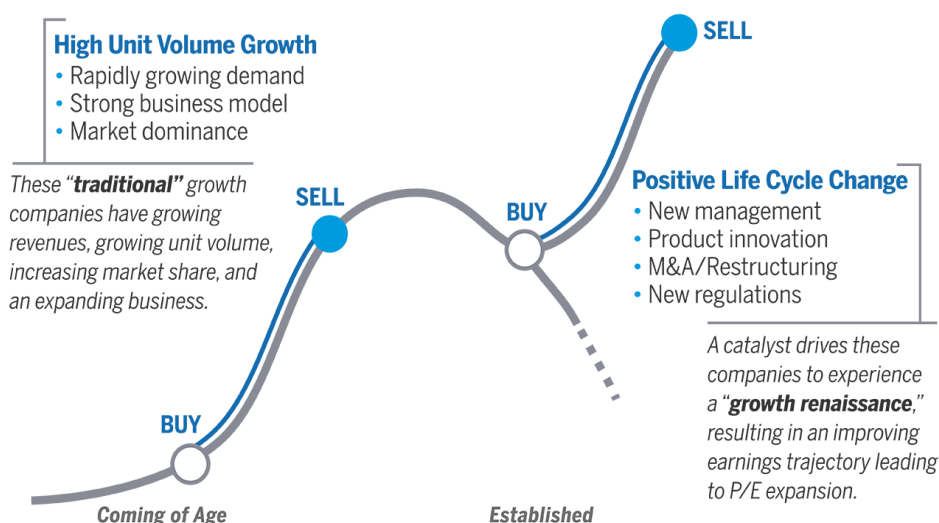 High Unit Volume Growth
• Rapidly growing demand
• Strong business model
• Market dominance
These “traditional” growth
companies have growing
revenues, growing unit volume,
increasing market share, and
an expanding business.
SELL
BUY
Coming of Age
SELL
BUY
Positive Life Cycle Change
• New management
• Product innovation
• M&A/Restructuring
• New regulations
A catalyst drives these
companies to experience
a “growth renaissance,”
resulting in an improving
earnings trajectory leading
to P/E expansion.
Established